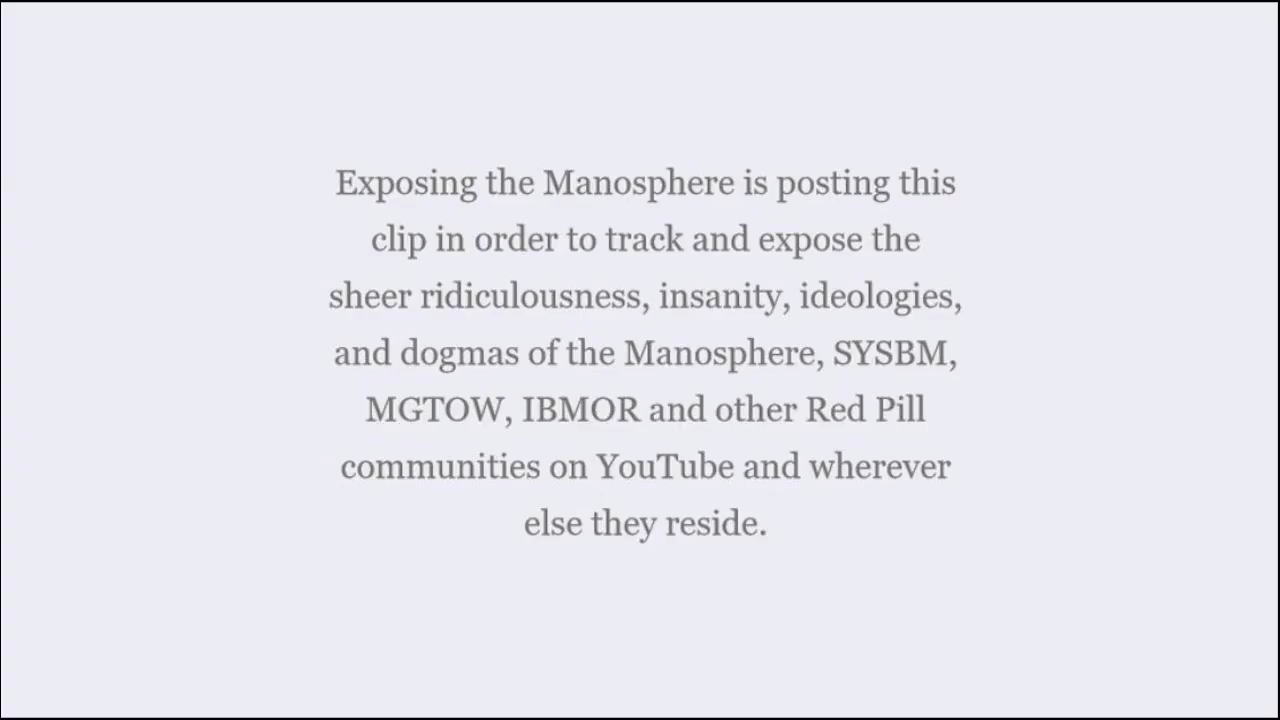 Exposing the Manosphere is posting this
clip in order to track and expose the
sheer ridiculousness, insanity, ideologies,
and dogmas of the Manosphere, SYSBM,
MGTOW, IBMOR and other Red Pill
communities on YouTube and wherever
else they reside.